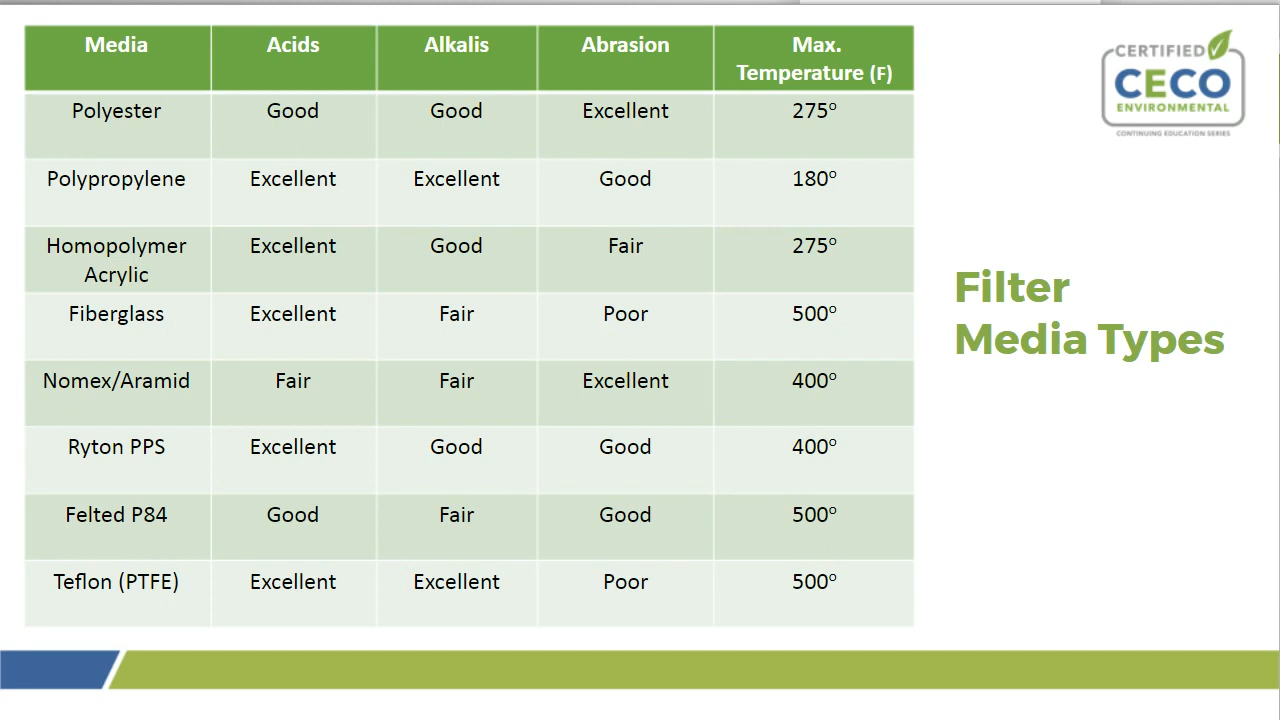 Media Acids Alkalis Abrasion Max.
Temperature (F)
Polyester Good Good Excellent 275°
Polypropylene Excellent Excellent Good 180°
Homopolymer Excellent Good Fair 275°
Acrylic
Fiberglass Excellent Fair Poor 500°
Nomex/Aramid Fair Fair Excellent 400°
Ryton PPS Excellent Good Good 400°
Felted P84 Good Fair Good 500°
Teflon (PTFE) Excellent Excellent Poor 500°
CERTIFIED
CECO
ENVIRONMENTAL
CONTINUING EDUCATION SERIES
Filter
Media Types